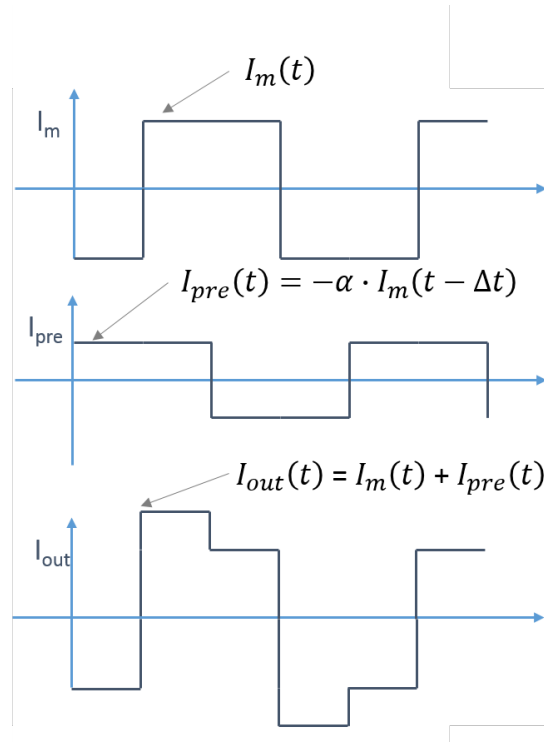 I_m(t)
I_m
I_pre(t) = −α · I_m(t − Δt)
I_pre
I_out(t) = I_m(t) + I_pre(t)
I_out